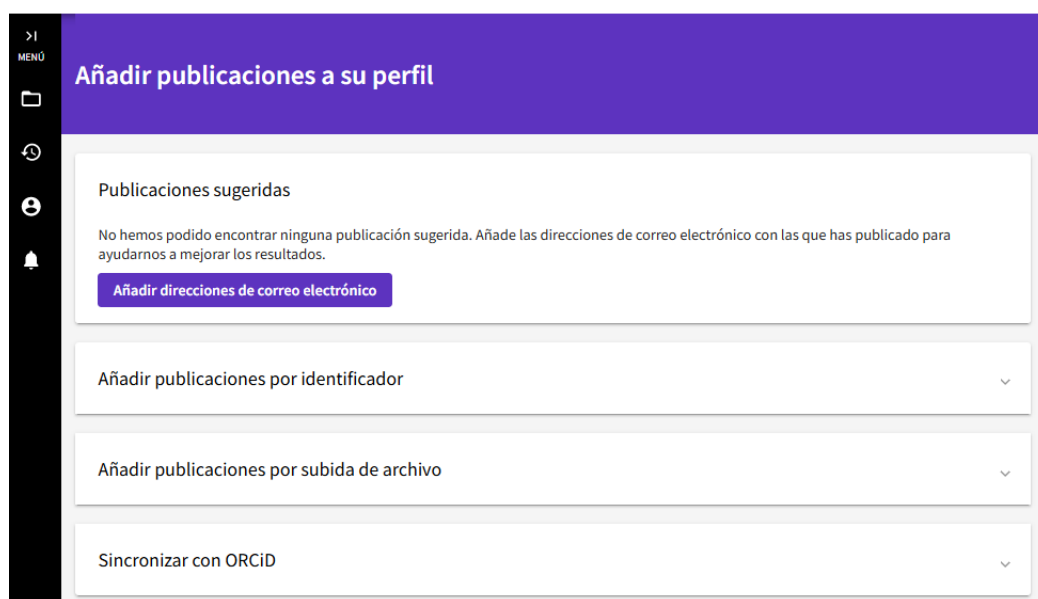 MENÚ
Añadir publicaciones a su perfil
Publicaciones sugeridas
No hemos podido encontrar ninguna publicación sugerida. Añade las direcciones de correo electrónico con las que has publicado para
ayudarnos a mejorar los resultados.
Añadir direcciones de correo electrónico
Añadir publicaciones por identificador
Añadir publicaciones por subida de archivo
Sincronizar con ORCiD